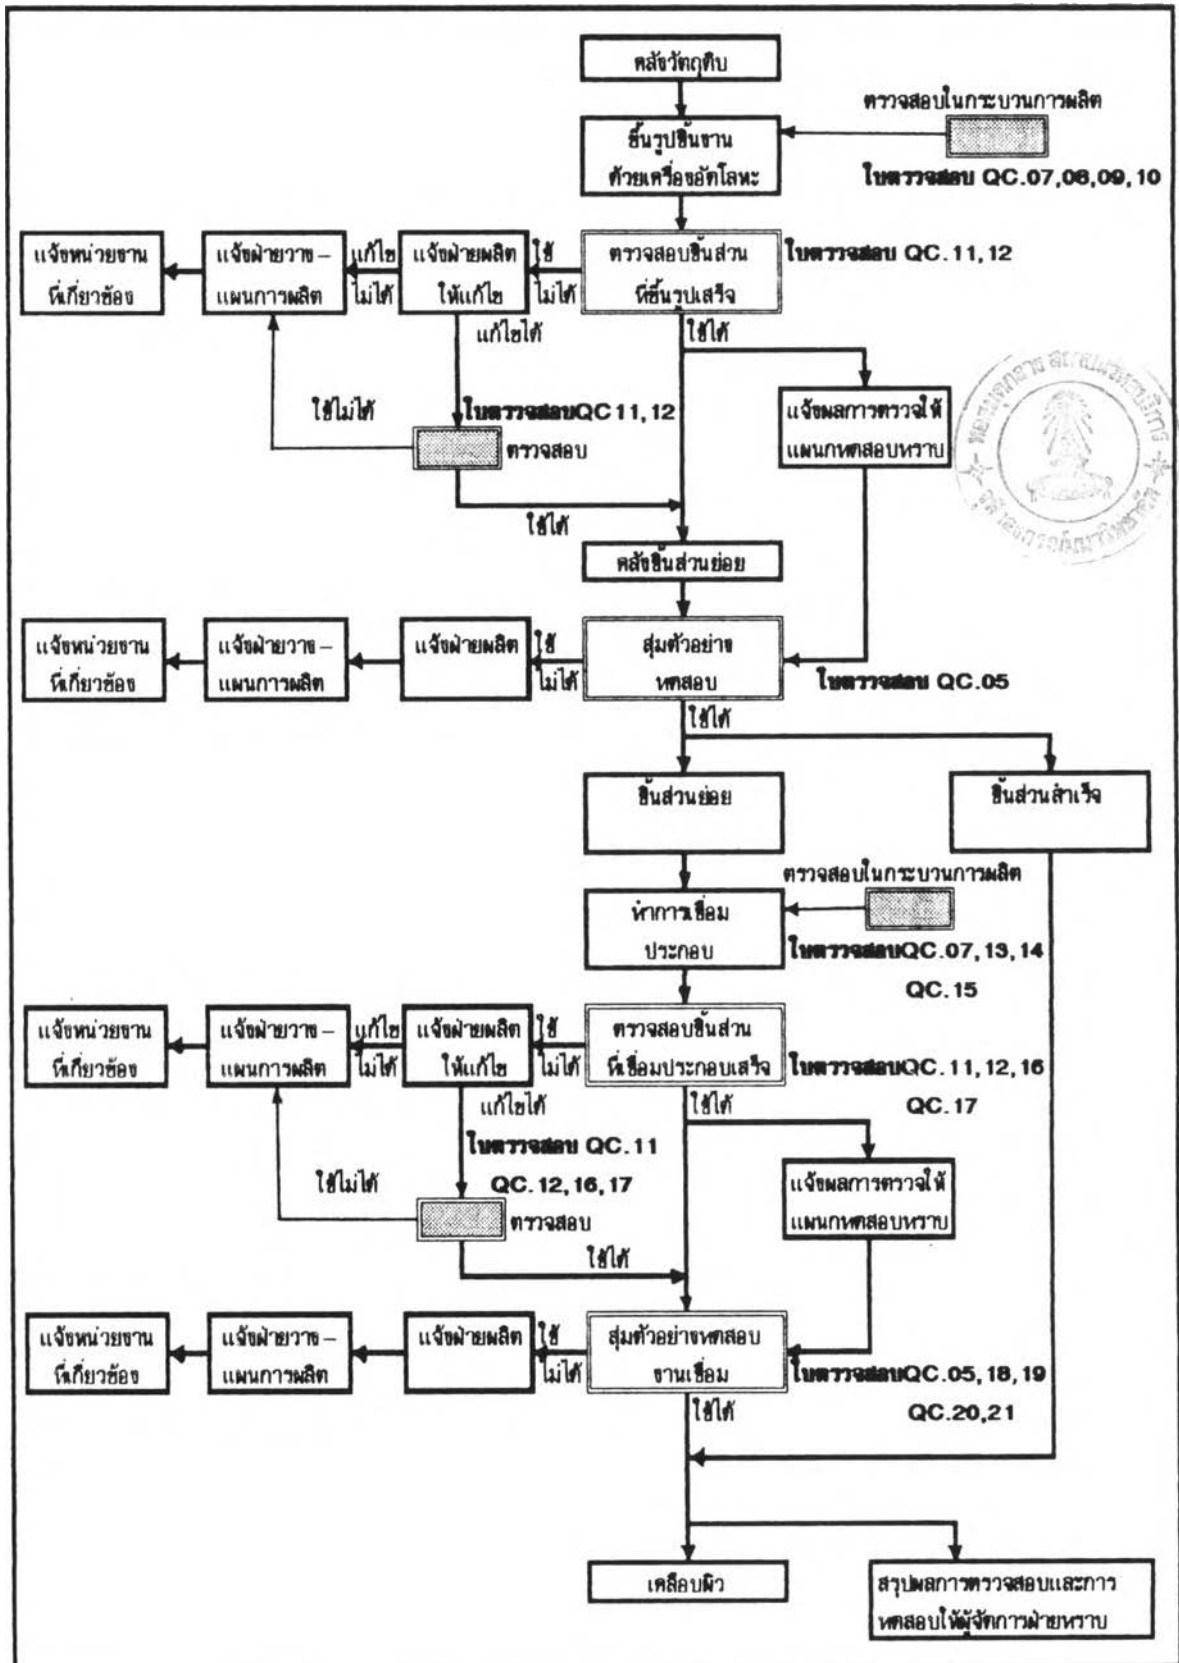 คลังวัตถุดิบ
ตรวจสอบในกระบวนการผลิต
ขึ้นรูปชิ้นงาน
ด้วยเครื่องอัดโลหะ
ใบตรวจสอบ QC.07,08,09,10
แจ้งหน่วยงาน
ที่เกี่ยวข้อง
แจ้งฝ่ายวาง –
แผนการผลิต
แก้ไข
ไม่ได้
แจ้งฝ่ายผลิต
ให้แก้ไข
ใช้
ไม่ได้
ตรวจสอบชิ้นส่วน
ที่ขึ้นรูปเสร็จ
ใบตรวจสอบ QC.11,12
แก้ไขได้
ใช้ได้
ใช้ไม่ได้
ใบตรวจสอบQC11,12
ตรวจสอบ
แจ้งผลการตรวจให้
แผนกทดสอบทราบ
ใช้ได้
คลังชิ้นส่วนย่อย
แจ้งหน่วยงาน
ที่เกี่ยวข้อง
แจ้งฝ่ายวาง –
แผนการผลิต
แจ้งฝ่ายผลิต
ใช้
ไม่ได้
สุ่มตัวอย่าง
ทดสอบ
ใบตรวจสอบ QC.05
ใช้ได้
ชิ้นส่วนย่อย
ชิ้นส่วนสำเร็จ
ตรวจสอบในกระบวนการผลิต
ทำการเชื่อม
ประกอบ
ใบตรวจสอบQC.07,13,14
QC.15
แจ้งหน่วยงาน
ที่เกี่ยวข้อง
แจ้งฝ่ายวาง –
แผนการผลิต
แก้ไข
ไม่ได้
แจ้งฝ่ายผลิต
ให้แก้ไข
ใช้
ไม่ได้
ตรวจสอบชิ้นส่วน
ที่เชื่อมประกอบเสร็จ
ใบตรวจสอบQC.11,12,16
QC.17
แก้ไขได้
ใช้ได้
ใบตรวจสอบ QC.11
QC.12,16,17
ใช้ไม่ได้
ตรวจสอบ
แจ้งผลการตรวจให้
แผนกทดสอบทราบ
ใช้ได้
แจ้งหน่วยงาน
ที่เกี่ยวข้อง
แจ้งฝ่ายวาง –
แผนการผลิต
แจ้งฝ่ายผลิต
ใช้
ไม่ได้
สุ่มตัวอย่างทดสอบ
งานเชื่อม
ใบตรวจสอบQC.05,18,19
QC.20,21
ใช้ได้
เคลือบผิว
สรุปผลการตรวจสอบและการ
ทดสอบให้ผู้จัดการฝ่ายทราบ